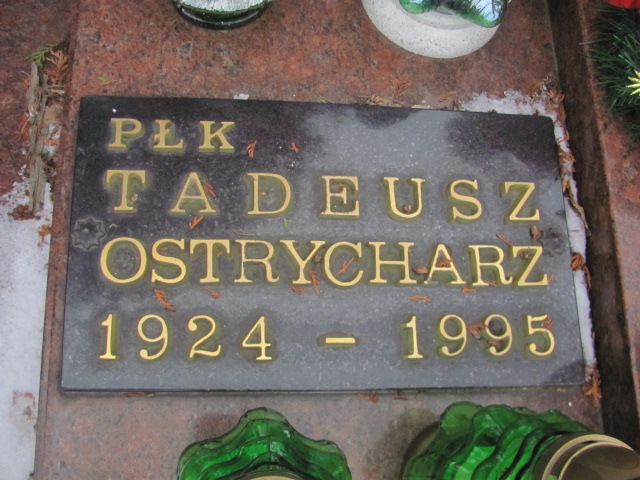 PŁK
TADEUSZ
OSTRYCHARZ
1924 – 1995